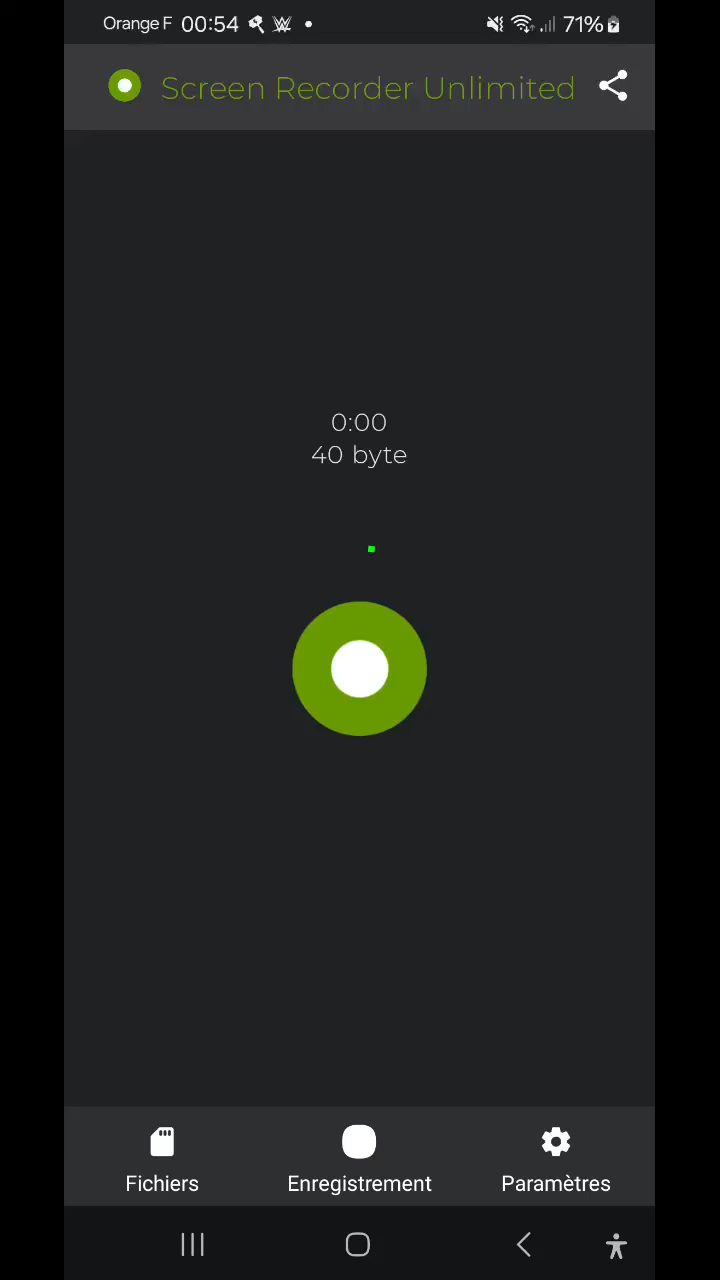 Orange F 00:54 71%
Screen Recorder Unlimited
0:00
40 byte
Fichiers Enregistrement Paramètres